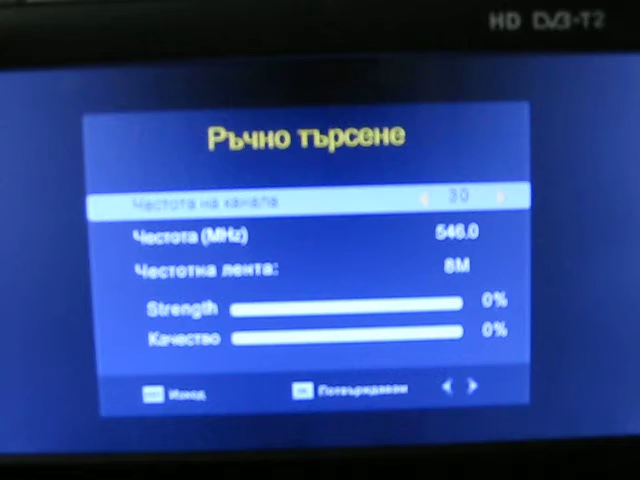 HD DVB-T2
Ръчно търсене
Честота на канала 30
Честота (MHz) 546.0
Честотна лента: 8M
Strength 0%
Качество 0%
Изход Потвърждавам